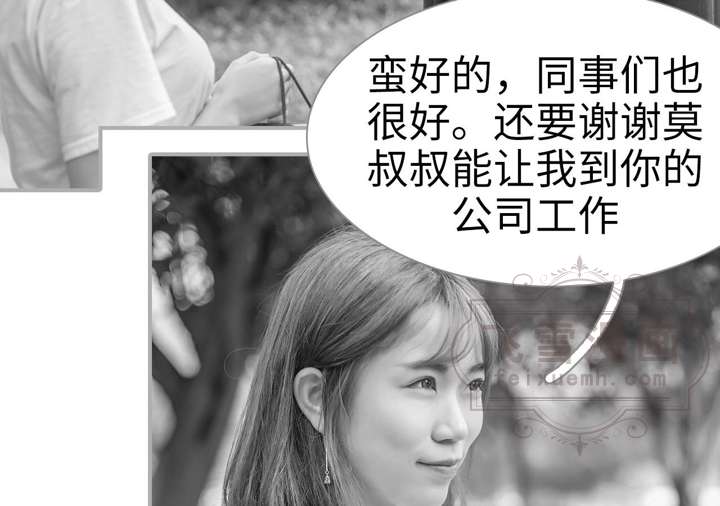 蛮好的，同事们也
很好。还要谢谢莫
叔叔能让我到你的
公司工作
飞雪漫画
feixuemh.com